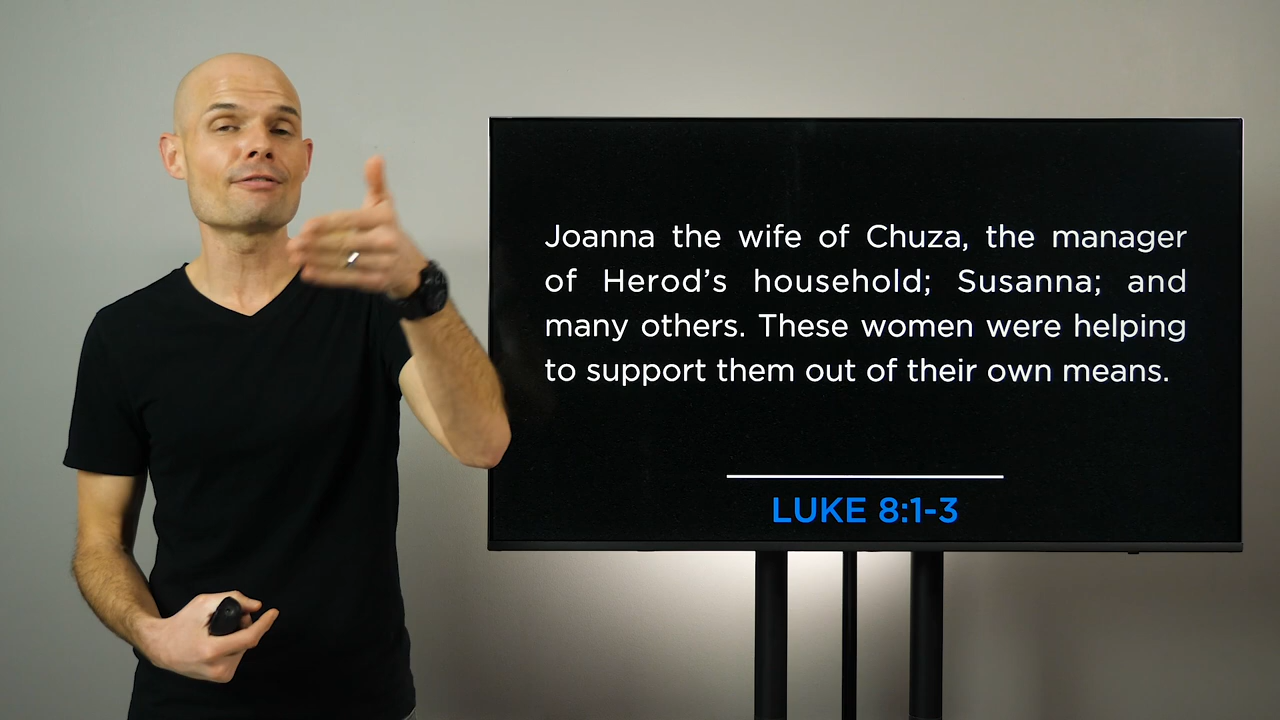 Joanna the wife of Chuza, the manager
of Herod’s household; Susanna; and
many others. These women were helping
to support them out of their own means.
LUKE 8:1-3